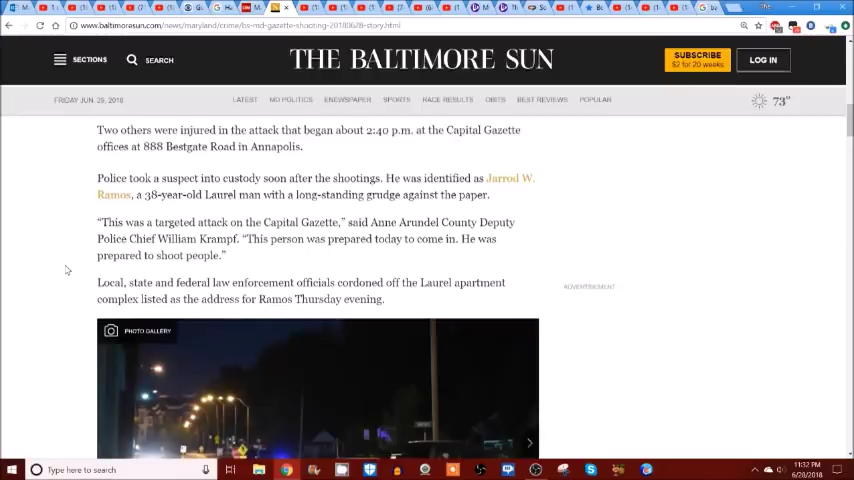 www.baltimoresun.com/news/maryland/crime/bs-md-gazette-shooting-20180628-story.html
SECTIONS
SEARCH
THE BALTIMORE SUN
SUBSCRIBE
$2 for 20 weeks
LOG IN
FRIDAY JUN. 29, 2018
LATEST MD POLITICS ENEWSPAPER SPORTS RACE RESULTS OBITS BEST REVIEWS POPULAR
73°
Two others were injured in the attack that began about 2:40 p.m. at the Capital Gazette
offices at 888 Bestgate Road in Annapolis.
Police took a suspect into custody soon after the shootings. He was identified as Jarrod W.
Ramos, a 38-year-old Laurel man with a long-standing grudge against the paper.
“This was a targeted attack on the Capital Gazette,” said Anne Arundel County Deputy
Police Chief William Krampf. “This person was prepared today to come in. He was
prepared to shoot people.”
Local, state and federal law enforcement officials cordoned off the Laurel apartment
complex listed as the address for Ramos Thursday evening.
ADVERTISEMENT
PHOTO GALLERY
Type here to search
11:32 PM
6/28/2018